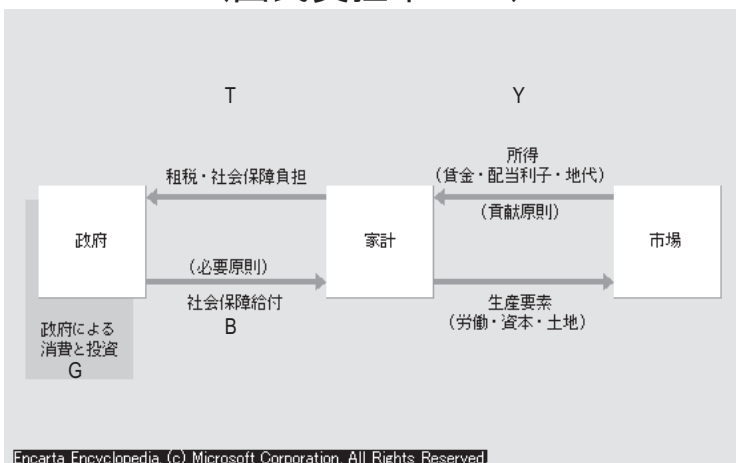 T
Y
租税・社会保障負担
所得
(賃金・配当利子・地代)
(貢献原則)
政府
家計
市場
(必要原則)
社会保障給付
B
生産要素
(労働・資本・土地)
政府による
消費と投資
G
Encarta Encyclopedia, (c) Microsoft Corporation. All Rights Reserved.